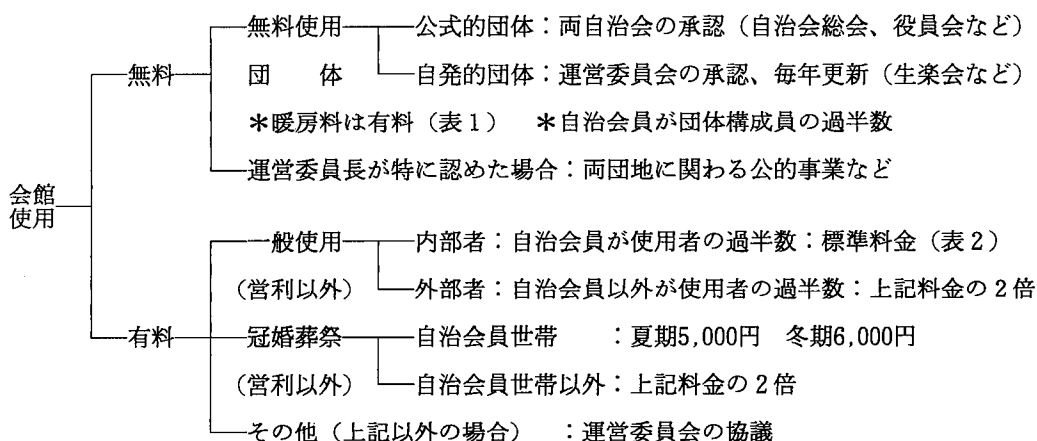 無料使用 公式的団体：両自治会の承認（自治会総会、役員会など）
無料 団　体 自発的団体：運営委員会の承認、毎年更新（生楽会など）
＊暖房料は有料（表１）　＊自治会員が団体構成員の過半数
運営委員長が特に認めた場合：両団地に関わる公的事業など
会館
使用
一般使用 内部者：自治会員が使用者の過半数：標準料金（表２）
（営利以外） 外部者：自治会員以外が使用者の過半数：上記料金の２倍
有料 冠婚葬祭 自治会員世帯　　：夏期5,000円　冬期6,000円
（営利以外） 自治会員世帯以外：上記料金の２倍
その他（上記以外の場合）　：運営委員会の協議